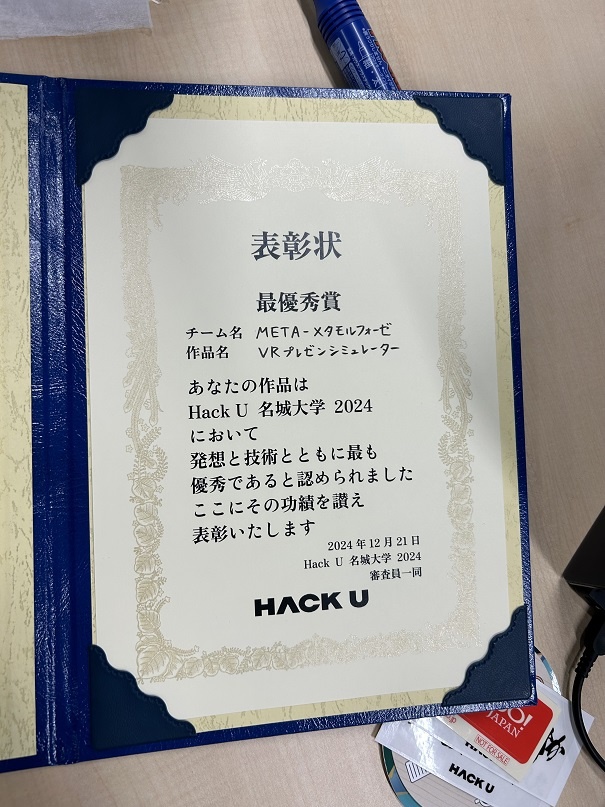 表彰状
最優秀賞
チーム名 META-メタモルフォーゼ
作品名 VRプレゼンシミュレーター
あなたの作品は
Hack U 名城大学 2024
において
発想と技術とともに最も
優秀であると認められました
ここにその功績を讃え
表彰いたします
2024年12月21日
Hack U 名城大学 2024
審査員一同
HACK U
JAPAN
NOT FOR SALE
HACK U